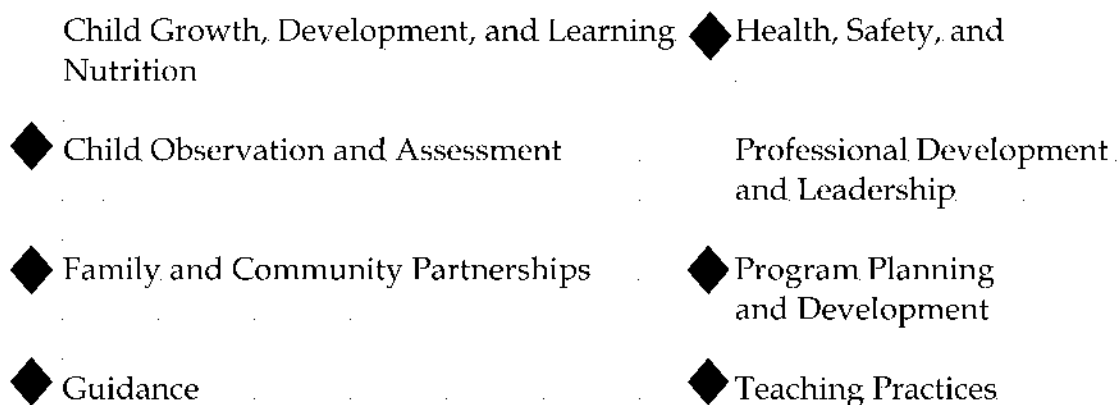 Child Growth, Development, and Learning ◆ Health, Safety, and
Nutrition
◆ Child Observation and Assessment Professional Development
and Leadership
◆ Family and Community Partnerships ◆ Program Planning
and Development
◆ Guidance ◆ Teaching Practices